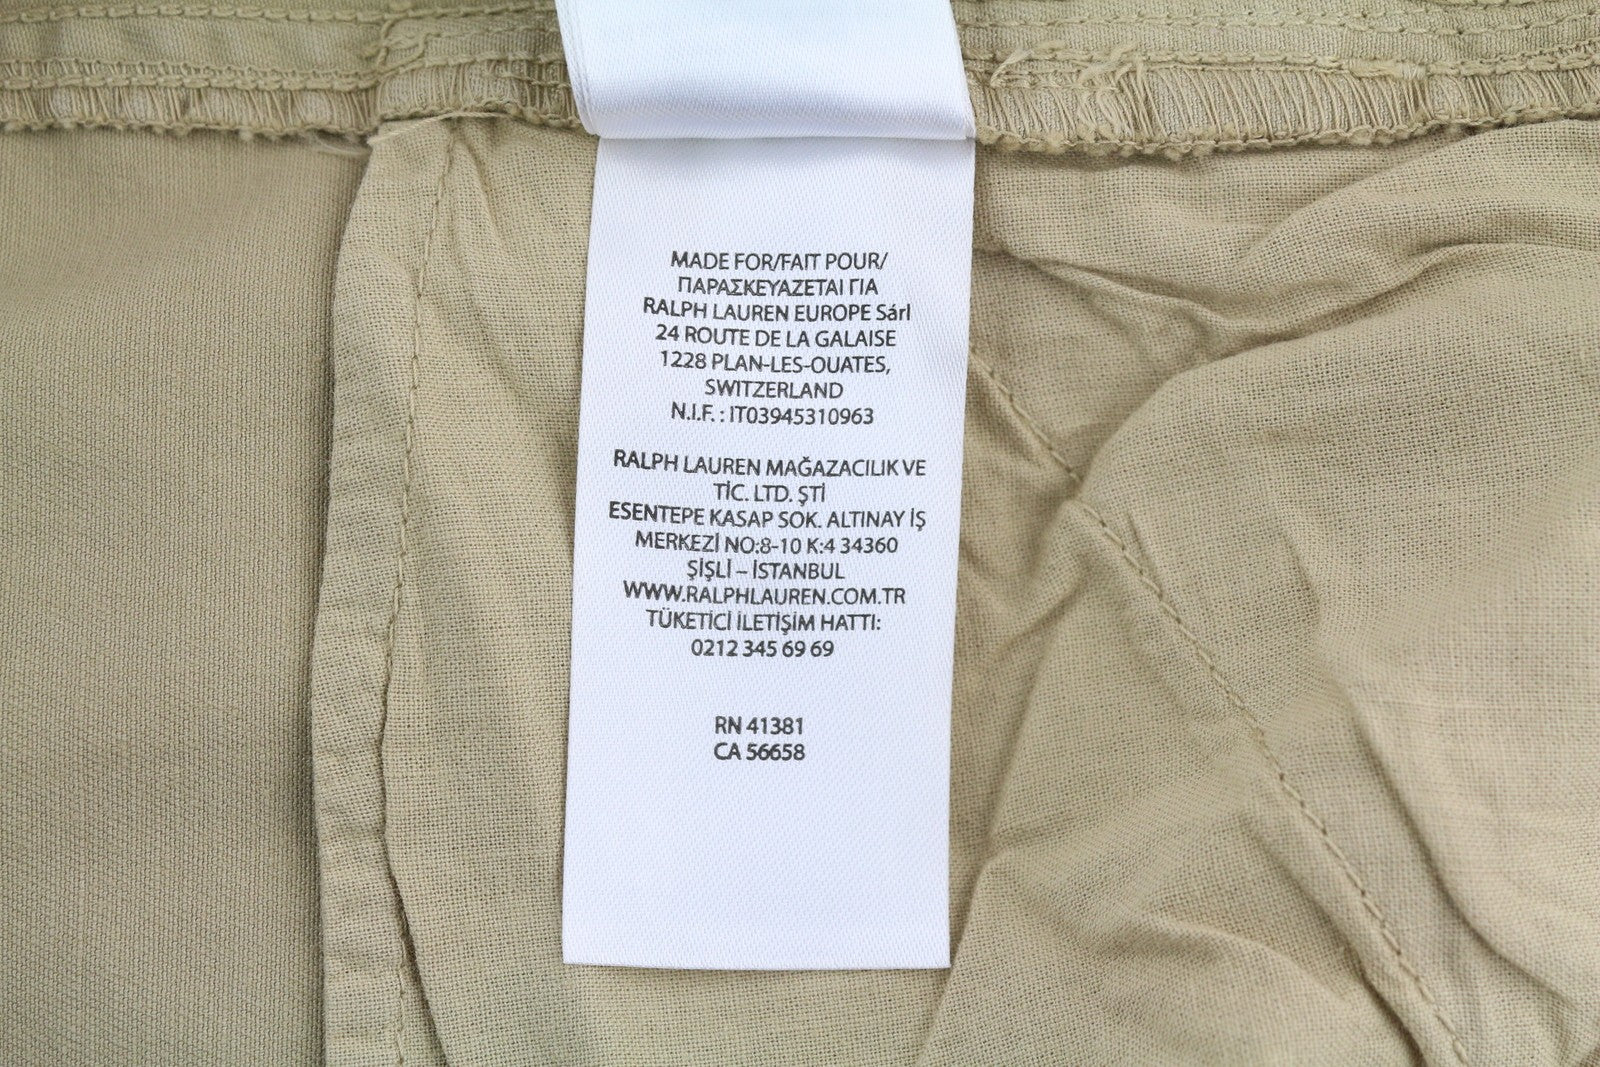 MADE FOR/FAIT POUR/
ΠΑΡΑΣΚΕΥΑΖΕΤΑΙ ΓΙΑ
RALPH LAUREN EUROPE Sárl
24 ROUTE DE LA GALAISE
1228 PLAN-LES-OUATES,
SWITZERLAND
N.I.F. : IT03945310963
RALPH LAUREN MAĞAZACILIK VE
TİC. LTD. ŞTİ
ESENTEPE KASAP SOK. ALTINAY İŞ
MERKEZİ NO:8-10 K:4 34360
ŞİŞLİ – İSTANBUL
WWW.RALPHLAUREN.COM.TR
TÜKETİCİ İLETİŞİM HATTI:
0212 345 69 69
RN 41381
CA 56658